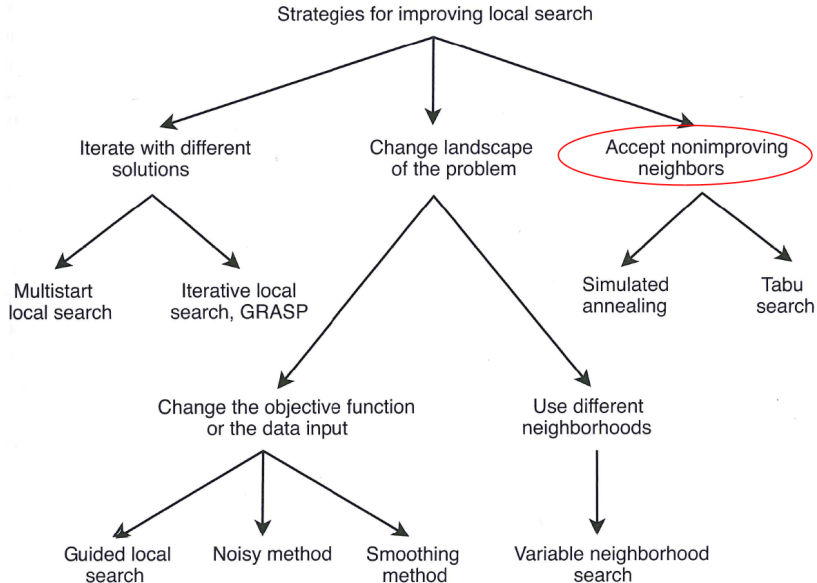 Strategies for improving local search
Iterate with different
solutions
Change landscape
of the problem
Accept nonimproving
neighbors
Multistart
local search
Iterative local
search, GRASP
Simulated
annealing
Tabu
search
Change the objective function
or the data input
Use different
neighborhoods
Guided local
search
Noisy method
Smoothing
method
Variable neighborhood
search